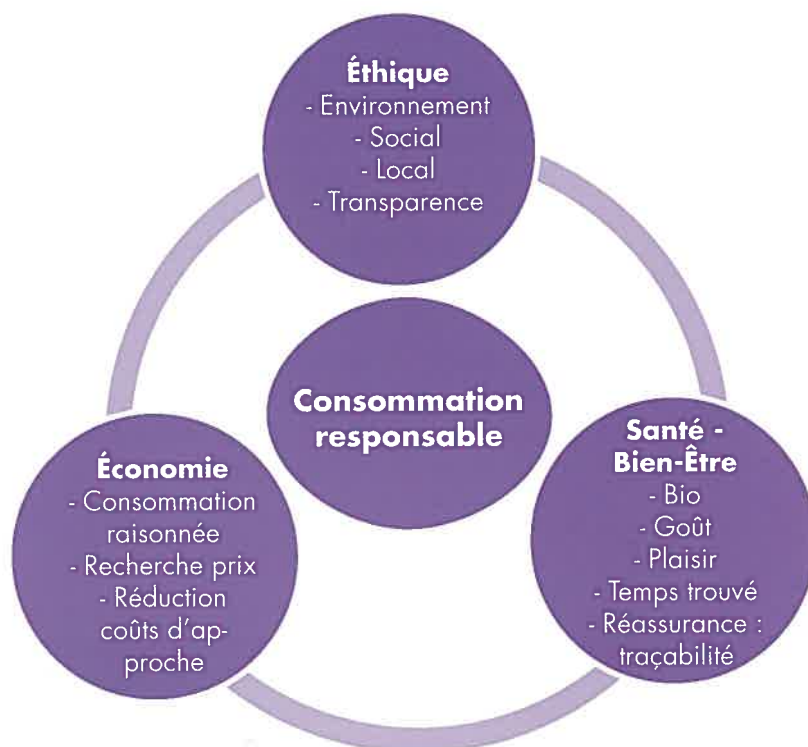 Éthique
- Environnement
- Social
- Local
- Transparence
Consommation
responsable
Économie
- Consommation
raisonnée
- Recherche prix
- Réduction
coûts d'ap-
proche
Santé -
Bien-Être
- Bio
- Goût
- Plaisir
- Temps trouvé
- Réassurance :
traçabilité